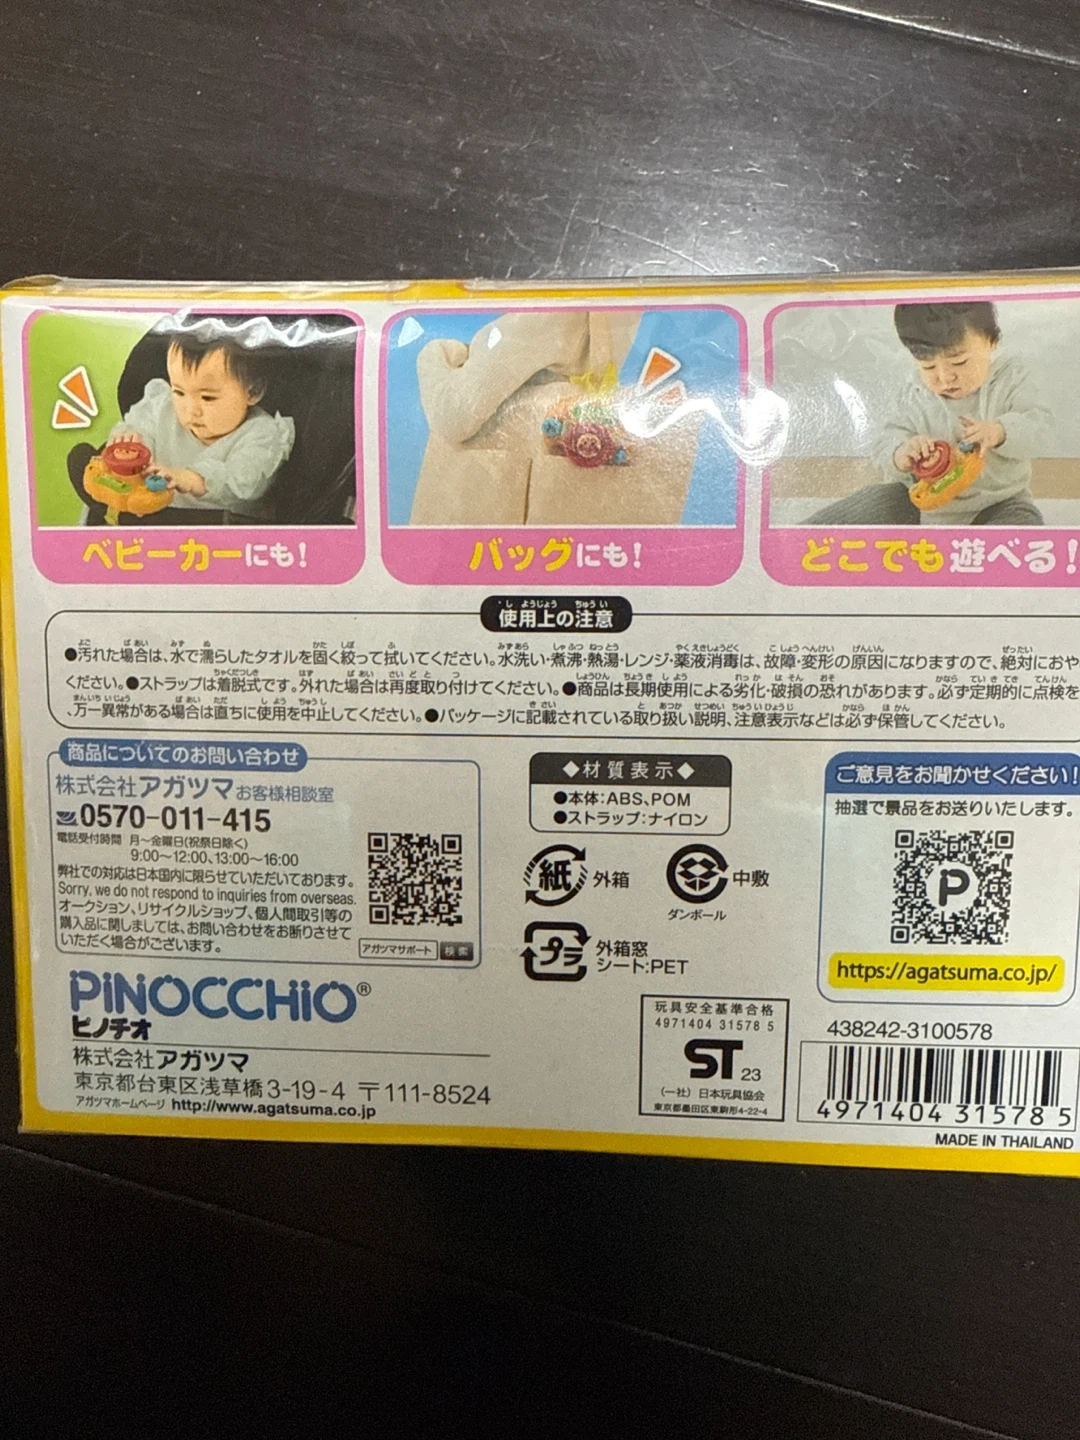 ベビーカーにも!
バッグにも!
どこでも遊べる!
使用上の注意
●汚れた場合は、水で濡らしたタオルを固く絞って拭いてください。水洗い・煮沸・熱湯・レンジ・薬液消毒は、故障・変形の原因になりますので、絶対におや
ください。●ストラップは着脱式です。外れた場合は再度取り付けてください。●商品は長期使用による劣化・破損の恐れがあります。必ず定期的に点検を
、万一異常がある場合は直ちに使用を中止してください。●パッケージに記載されている取り扱い説明、注意表示などは必ず保管してください。
商品についてのお問い合わせ
株式会社アガツマお客様相談室
0570-011-415
電話受付時間 月~金曜日(祝祭日除く)
9:00~12:00、13:00~16:00
弊社での対応は日本国内に限らせていただいております。
Sorry, we do not respond to inquiries from overseas.
オークション、リサイクルショップ、個人間取引等の
購入品に関しましては、お問い合わせをお断りさせて
いただく場合がございます。
アガツマサポート 検索
◆材質表示◆
●本体:ABS、POM
●ストラップ:ナイロン
紙 外箱
中敷
ダンボール
プラ 外箱窓
シート:PET
ご意見をお聞かせください!
抽選で景品をお送りいたします。
P
https://agatsuma.co.jp/
PiNOCCHiO®
ピノチオ
株式会社アガツマ
東京都台東区浅草橋3-19-4 〒111-8524
アガツマホームページ http://www.agatsuma.co.jp
玩具安全基準合格
4971404 31578 5
ST 23
(一社) 日本玩具協会
東京都墨田区東駒形4-22-4
438242-3100578
4971404 31578 5
MADE IN THAILAND